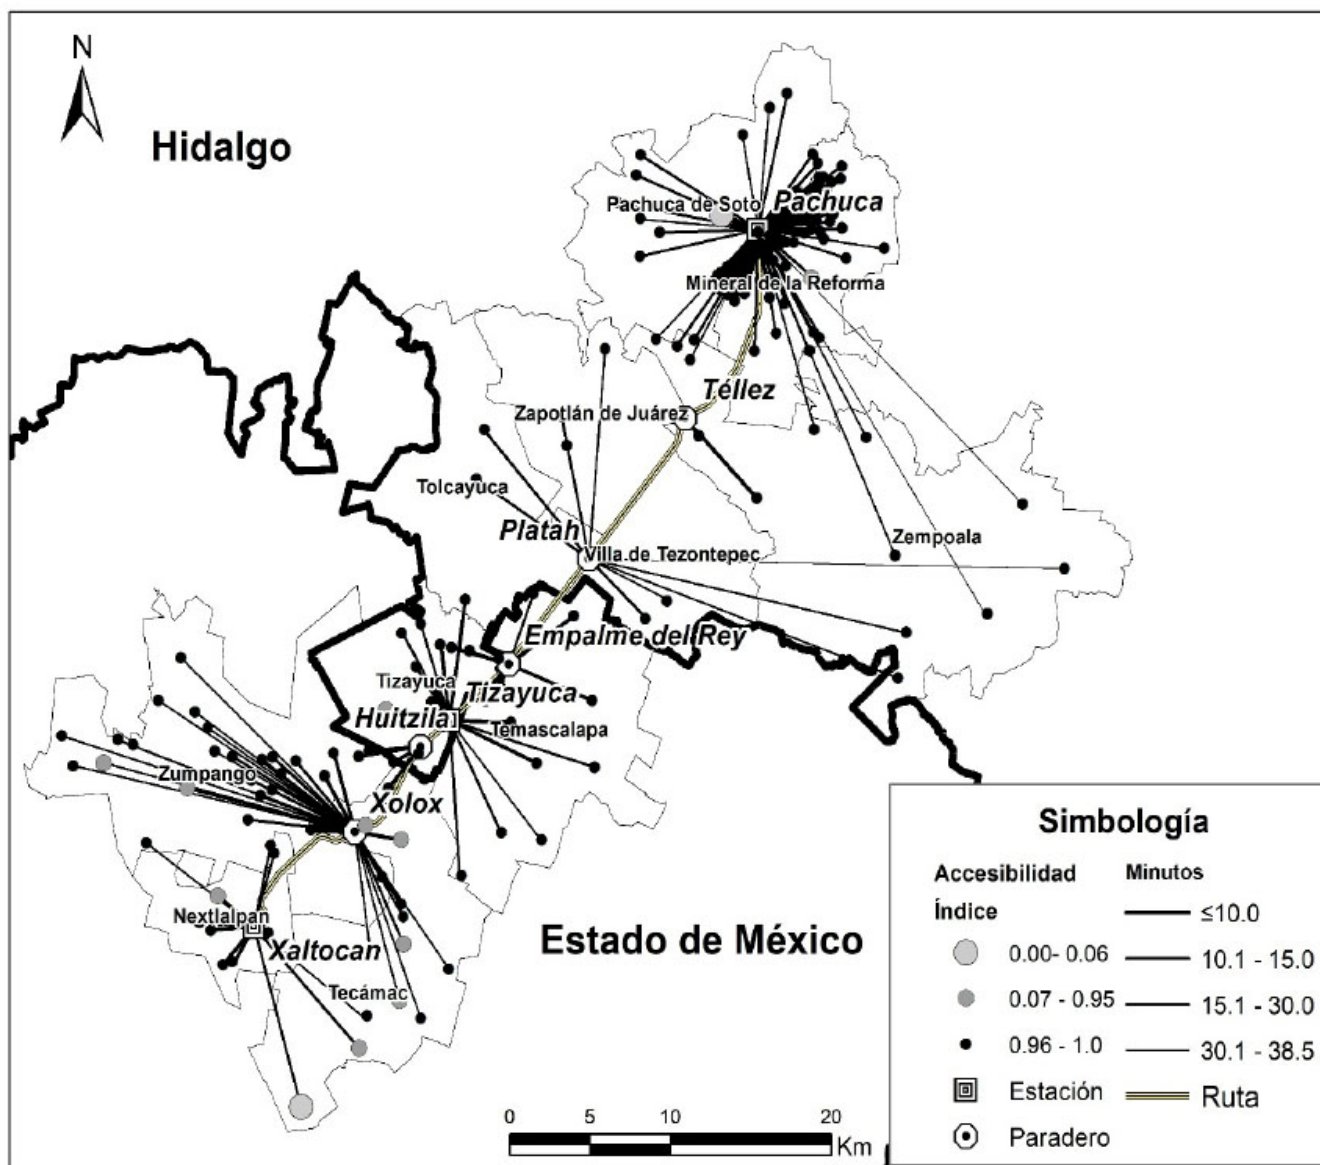 N
Hidalgo
Pachuca de Soto
Pachuca
Mineral de la Reforma
Téllez
Zapotlán de Juárez
Tolcayuca
Platah
Villa de Tezontepec
Zempoala
Empalme del Rey
Tizayuca
Tizayuca
Huitzila
Temascalapa
Zumpango
Xolox
Nextlalpan
Xaltocan
Estado de México
Tecámac
Simbología
Accesibilidad Minutos
Índice
≤10.0
0.00- 0.06 10.1 - 15.0
0.07 - 0.95 15.1 - 30.0
0.96 - 1.0 30.1 - 38.5
Estación Ruta
Paradero
0 5 10 20
Km